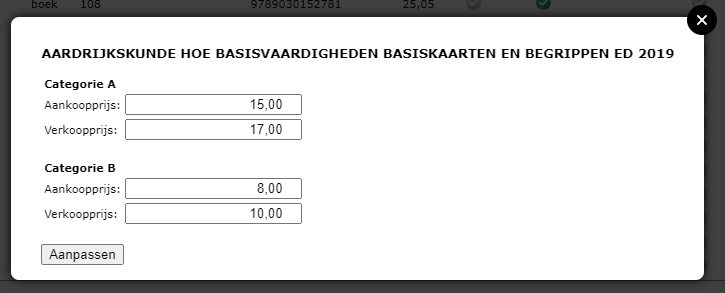 boek 108 9789030152781 25,05
AARDRIJKSKUNDE HOE BASISVAARDIGHEDEN BASISKAARTEN EN BEGRIPPEN ED 2019
Categorie A
Aankoopprijs: 15,00
Verkoopprijs: 17,00
Categorie B
Aankoopprijs: 8,00
Verkoopprijs: 10,00
Aanpassen